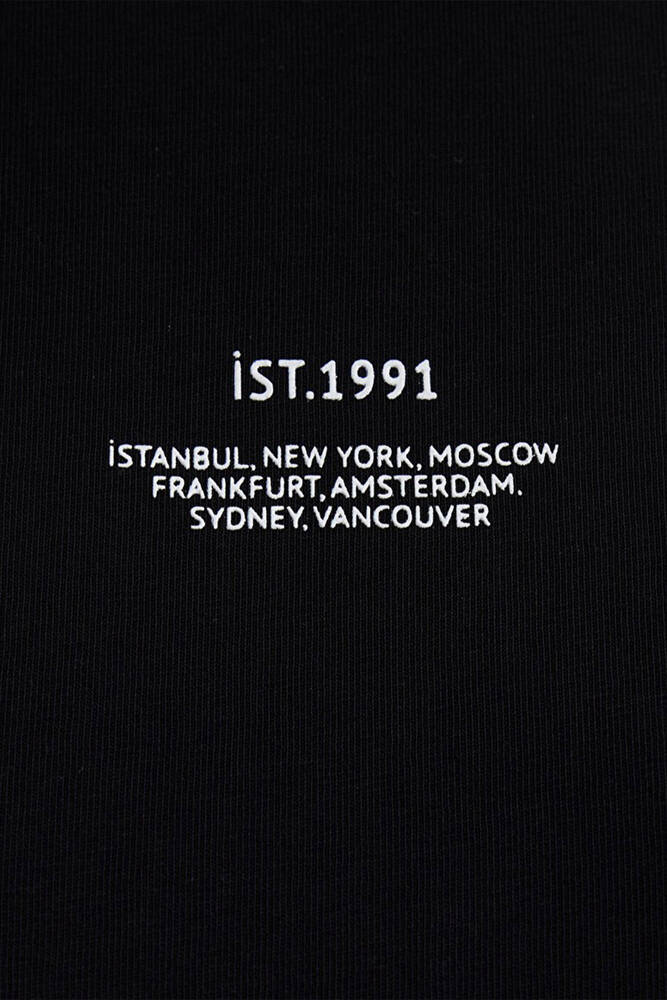 İST.1991
İSTANBUL, NEW YORK, MOSCOW
FRANKFURT, AMSTERDAM.
SYDNEY, VANCOUVER